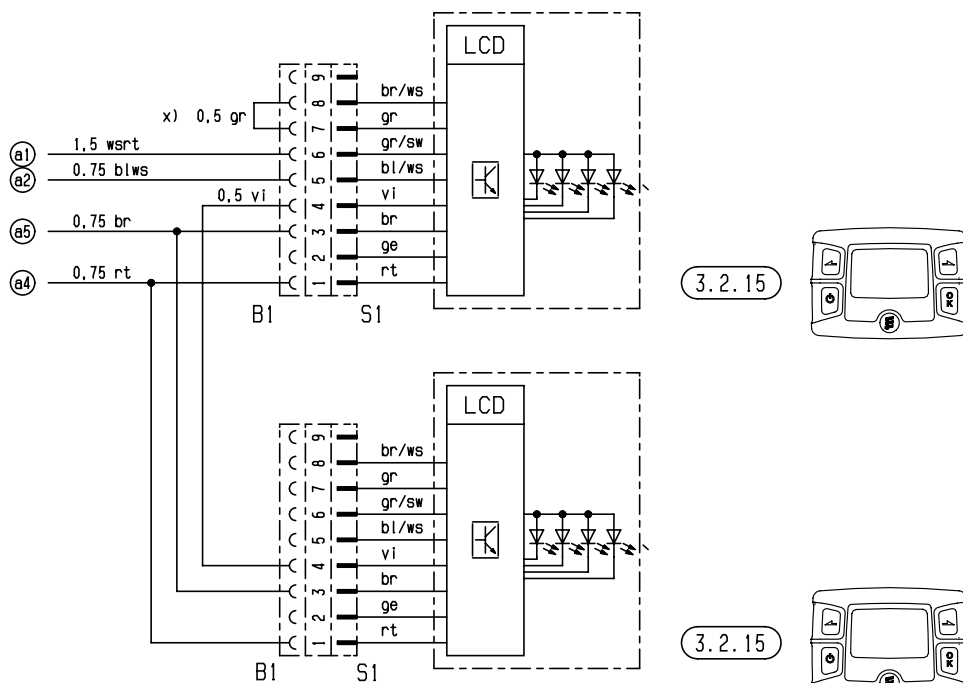 LCD
9
8 br/ws
x) 0,5 gr
7 gr
a1 1,5 wsrt 6 gr/sw
a2 0.75 blws 5 bl/ws
0,5 vi 4 vi
a5 0,75 br 3 br
2 ge
a4 0,75 rt 1 rt
B1 S1
3.2.15
OK
LCD
9
8 br/ws
7 gr
6 gr/sw
5 bl/ws
4 vi
3 br
2 ge
1 rt
B1 S1
3.2.15
OK